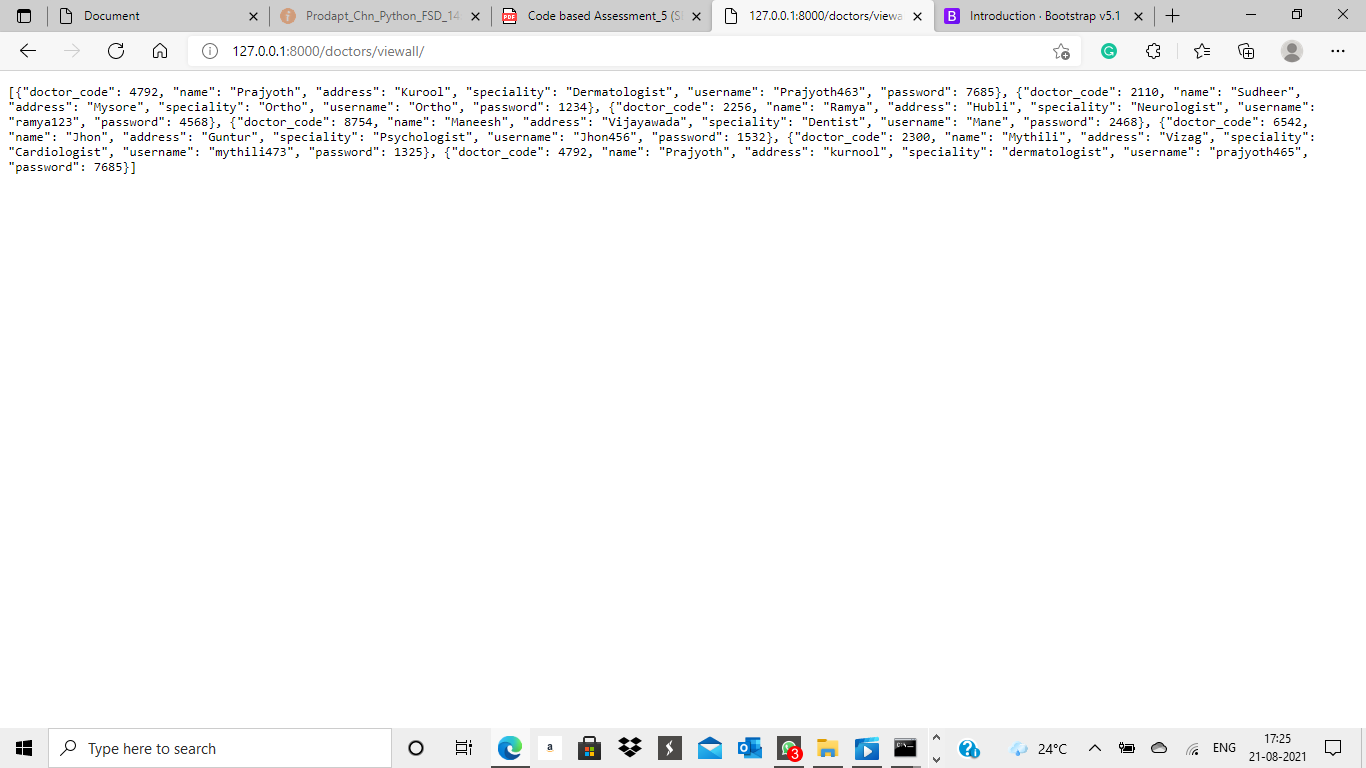 Document
Prodapt_Chn_Python_FSD_14
Code based Assessment_5 (S
127.0.0.1:8000/doctors/viewa
Introduction · Bootstrap v5.1
127.0.0.1:8000/doctors/viewall/
[{"doctor_code": 4792, "name": "Prajyoth", "address": "Kurool", "speciality": "Dermatologist", "username": "Prajyoth463", "password": 7685}, {"doctor_code": 2110, "name": "Sudheer",
"address": "Mysore", "speciality": "Ortho", "username": "Ortho", "password": 1234}, {"doctor_code": 2256, "name": "Ramya", "address": "Hubli", "speciality": "Neurologist", "username":
"ramya123", "password": 4568}, {"doctor_code": 8754, "name": "Maneesh", "address": "Vijayawada", "speciality": "Dentist", "username": "Mane", "password": 2468}, {"doctor_code": 6542,
"name": "Jhon", "address": "Guntur", "speciality": "Psychologist", "username": "Jhon456", "password": 1532}, {"doctor_code": 2300, "name": "Mythili", "address": "Vizag", "speciality":
"Cardiologist", "username": "mythili473", "password": 1325}, {"doctor_code": 4792, "name": "Prajyoth", "address": "kurnool", "speciality": "dermatologist", "username": "prajyoth465",
"password": 7685}]
Type here to search
3
24°C
ENG
17:25
21-08-2021